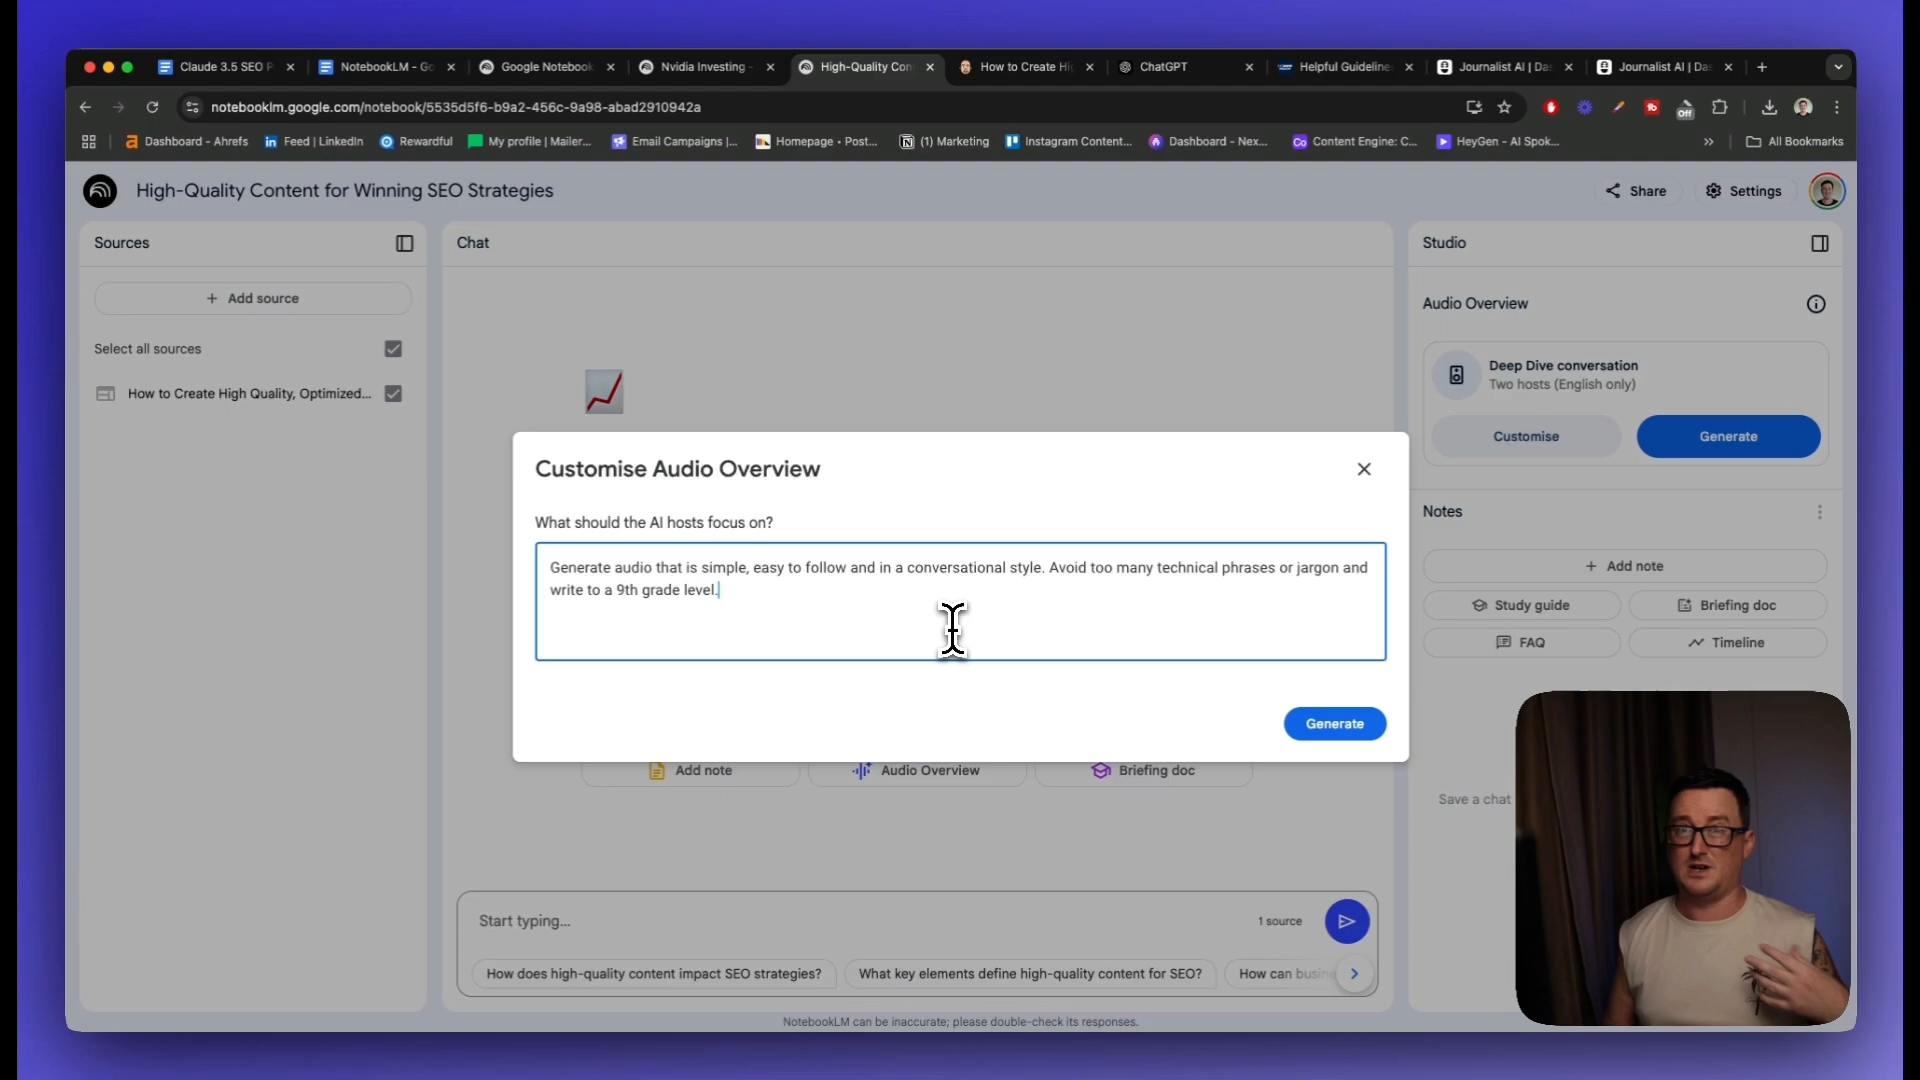 Claude 3.5 SEO P
NotebookLM - Go
Google Notebook
Nvidia Investing -
High-Quality Con
How to Create Hi
ChatGPT
Helpful Guideline
Journalist AI | Das
Journalist AI | Das
notebooklm.google.com/notebook/5535d5f6-b9a2-456c-9a98-abad2910942a
Off
Dashboard - Ahrefs
Feed | LinkedIn
Rewardful
My profile | Mailer...
Email Campaigns |...
Homepage • Post...
(1) Marketing
Instagram Content...
Dashboard - Nex...
Content Engine: C...
HeyGen - AI Spok...
All Bookmarks
High-Quality Content for Winning SEO Strategies
Share
Settings
Sources
Add source
Select all sources
How to Create High Quality, Optimized...
Chat
Customise Audio Overview
What should the AI hosts focus on?
Generate audio that is simple, easy to follow and in a conversational style. Avoid too many technical phrases or jargon and
write to a 9th grade level.
Generate
Add note
Audio Overview
Briefing doc
Start typing...
1 source
How does high-quality content impact SEO strategies?
What key elements define high-quality content for SEO?
How can busine
NotebookLM can be inaccurate; please double-check its responses.
Studio
Audio Overview
Deep Dive conversation
Two hosts (English only)
Customise
Generate
Notes
Add note
Study guide
Briefing doc
FAQ
Timeline
Save a chat